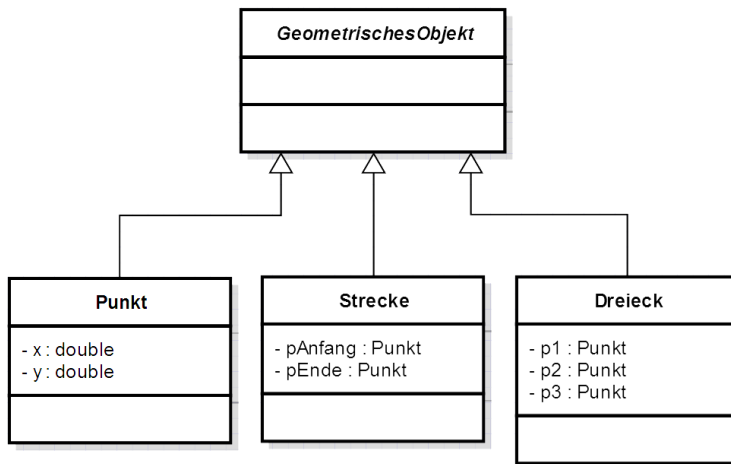 GeometrischesObjekt
Punkt
- x : double
- y : double
Strecke
- pAnfang : Punkt
- pEnde : Punkt
Dreieck
- p1 : Punkt
- p2 : Punkt
- p3 : Punkt